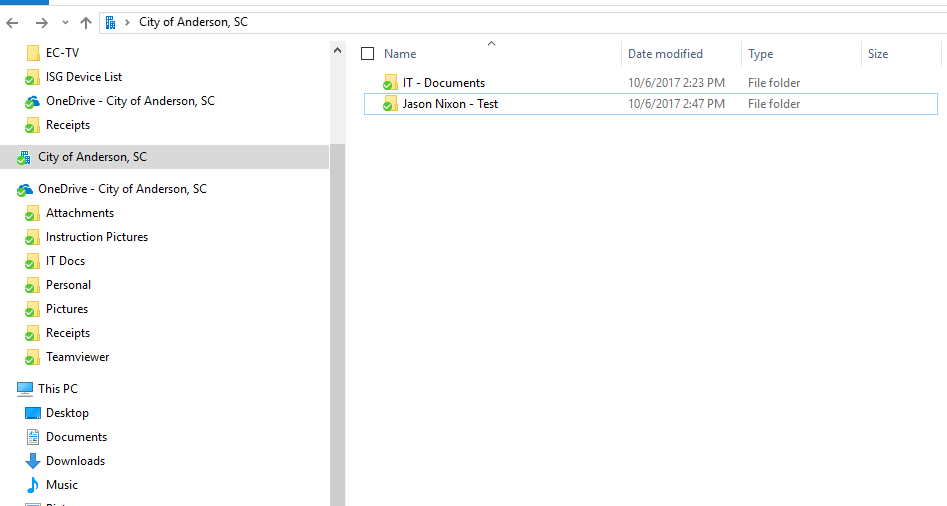 City of Anderson, SC
EC-TV
ISG Device List
OneDrive - City of Anderson, SC
Receipts
City of Anderson, SC
OneDrive - City of Anderson, SC
Attachments
Instruction Pictures
IT Docs
Personal
Pictures
Receipts
Teamviewer
This PC
Desktop
Documents
Downloads
Music
Name Date modified Type Size
IT - Documents 10/6/2017 2:23 PM File folder
Jason Nixon - Test 10/6/2017 2:47 PM File folder